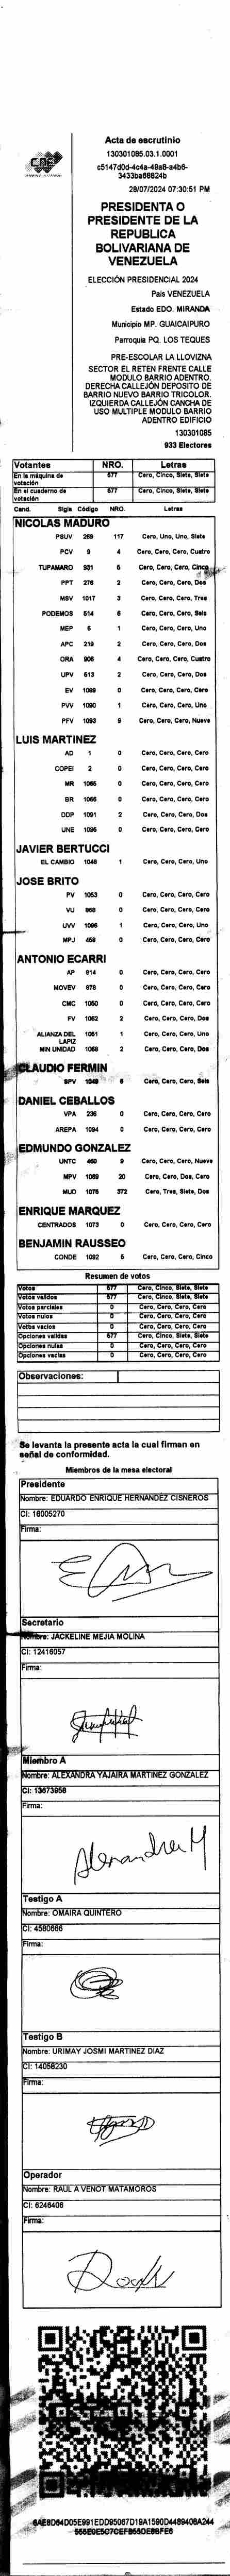 CNE
Acta de escrutinio
130301085.03.1.0001
c5147d0d-4c4a-49a8-a4b6-
3433ba68824b
28/07/2024 07:30:51 PM
PRESIDENTA O
PRESIDENTE DE LA
REPUBLICA
BOLIVARIANA DE
VENEZUELA
ELECCIÓN PRESIDENCIAL 2024
País VENEZUELA
Estado EDO. MIRANDA
Municipio MP. GUAICAIPURO
Parroquia PQ. LOS TEQUES
PRE-ESCOLAR LA LLOVIZNA
SECTOR EL RETEN FRENTE CALLE
MODULO BARRIO ADENTRO.
DERECHA CALLEJÓN DEPOSITO DE
BARRIO NUEVO BARRIO TRICOLOR.
IZQUIERDA CALLEJÓN CANCHA DE
USO MULTIPLE MODULO BARRIO
ADENTRO EDIFICIO
130301085
933 Electores
Votantes NRO. Letras
En la máquina de votación 677 Cero, Cinco, Siete, Siete
En el cuaderno de votación 677 Cero, Cinco, Siete, Siete
Cand. Sigla Código NRO. Letras
NICOLAS MADURO
PSUV 269 117 Cero, Uno, Uno, Siete
PCV 9 4 Cero, Cero, Cero, Cuatro
TUPAMARO 931 5 Cero, Cero, Cero, Cinco
PPT 276 2 Cero, Cero, Cero, Dos
MSV 1017 3 Cero, Cero, Cero, Tres
PODEMOS 514 6 Cero, Cero, Cero, Seis
MEP 6 1 Cero, Cero, Cero, Uno
APC 219 2 Cero, Cero, Cero, Dos
ORA 906 4 Cero, Cero, Cero, Cuatro
UPV 613 2 Cero, Cero, Cero, Dos
EV 1089 0 Cero, Cero, Cero, Cero
PVV 1090 1 Cero, Cero, Cero, Uno
PFV 1093 9 Cero, Cero, Cero, Nueve
LUIS MARTINEZ
AD 1 0 Cero, Cero, Cero, Cero
COPEI 2 0 Cero, Cero, Cero, Cero
MR 1065 0 Cero, Cero, Cero, Cero
BR 1066 0 Cero, Cero, Cero, Cero
DDP 1091 2 Cero, Cero, Cero, Dos
UNE 1095 0 Cero, Cero, Cero, Cero
JAVIER BERTUCCI
EL CAMBIO 1048 1 Cero, Cero, Cero, Uno
JOSE BRITO
PV 1053 0 Cero, Cero, Cero, Cero
VU 968 0 Cero, Cero, Cero, Cero
UVV 1096 1 Cero, Cero, Cero, Uno
MPJ 458 0 Cero, Cero, Cero, Cero
ANTONIO ECARRI
AP 914 0 Cero, Cero, Cero, Cero
MOVEV 978 0 Cero, Cero, Cero, Cero
CMC 1050 0 Cero, Cero, Cero, Cero
FV 1062 2 Cero, Cero, Cero, Dos
ALIANZA DEL LAPIZ 1061 1 Cero, Cero, Cero, Uno
MIN UNIDAD 1068 2 Cero, Cero, Cero, Dos
CLAUDIO FERMIN
SPV 1049 6 Cero, Cero, Cero, Seis
DANIEL CEBALLOS
VPA 236 0 Cero, Cero, Cero, Cero
AREPA 1094 0 Cero, Cero, Cero, Cero
EDMUNDO GONZALEZ
UNTC 460 9 Cero, Cero, Cero, Nueve
MPV 1069 20 Cero, Cero, Dos, Cero
MUD 1075 372 Cero, Tres, Siete, Dos
ENRIQUE MARQUEZ
CENTRADOS 1073 0 Cero, Cero, Cero, Cero
BENJAMIN RAUSSEO
CONDE 1092 5 Cero, Cero, Cero, Cinco
Resumen de votos
Votos 677 Cero, Cinco, Siete, Siete
Votos validos 677 Cero, Cinco, Siete, Siete
Votos parciales 0 Cero, Cero, Cero, Cero
Votos nulos 0 Cero, Cero, Cero, Cero
Votos vacios 0 Cero, Cero, Cero, Cero
Opciones validas 677 Cero, Cinco, Siete, Siete
Opciones nulas 0 Cero, Cero, Cero, Cero
Opciones vacias 0 Cero, Cero, Cero, Cero
Observaciones:
Se levanta la presente acta la cual firman en
señal de conformidad.
Miembros de la mesa electoral
Presidente
Nombre: EDUARDO ENRIQUE HERNANDEZ CISNEROS
CI: 16005270
Firma:
Secretario
Nombre: JACKELINE MEJIA MOLINA
CI: 12416057
Firma:
Miembro A
Nombre: ALEXANDRA YAJAIRA MARTINEZ GONZALEZ
CI: 13673958
Firma:
Alexandra M
Testigo A
Nombre: OMAIRA QUINTERO
CI: 4580666
Firma:
Testigo B
Nombre: URIMAY JOSMI MARTINEZ DIAZ
CI: 14058230
Firma:
Operador
Nombre: RAUL A VENOT MATAMOROS
CI: 6246406
Firma: